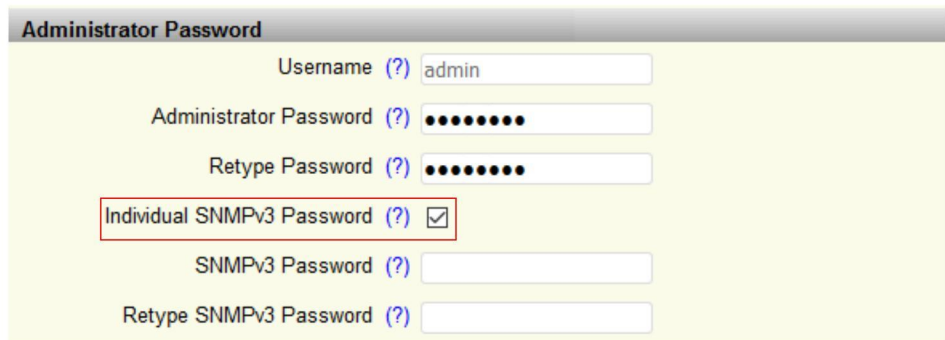 Administrator Password
Username (?) admin
Administrator Password (?) ●●●●●●●●
Retype Password (?) ●●●●●●●●
Individual SNMPv3 Password (?)
SNMPv3 Password (?)
Retype SNMPv3 Password (?)